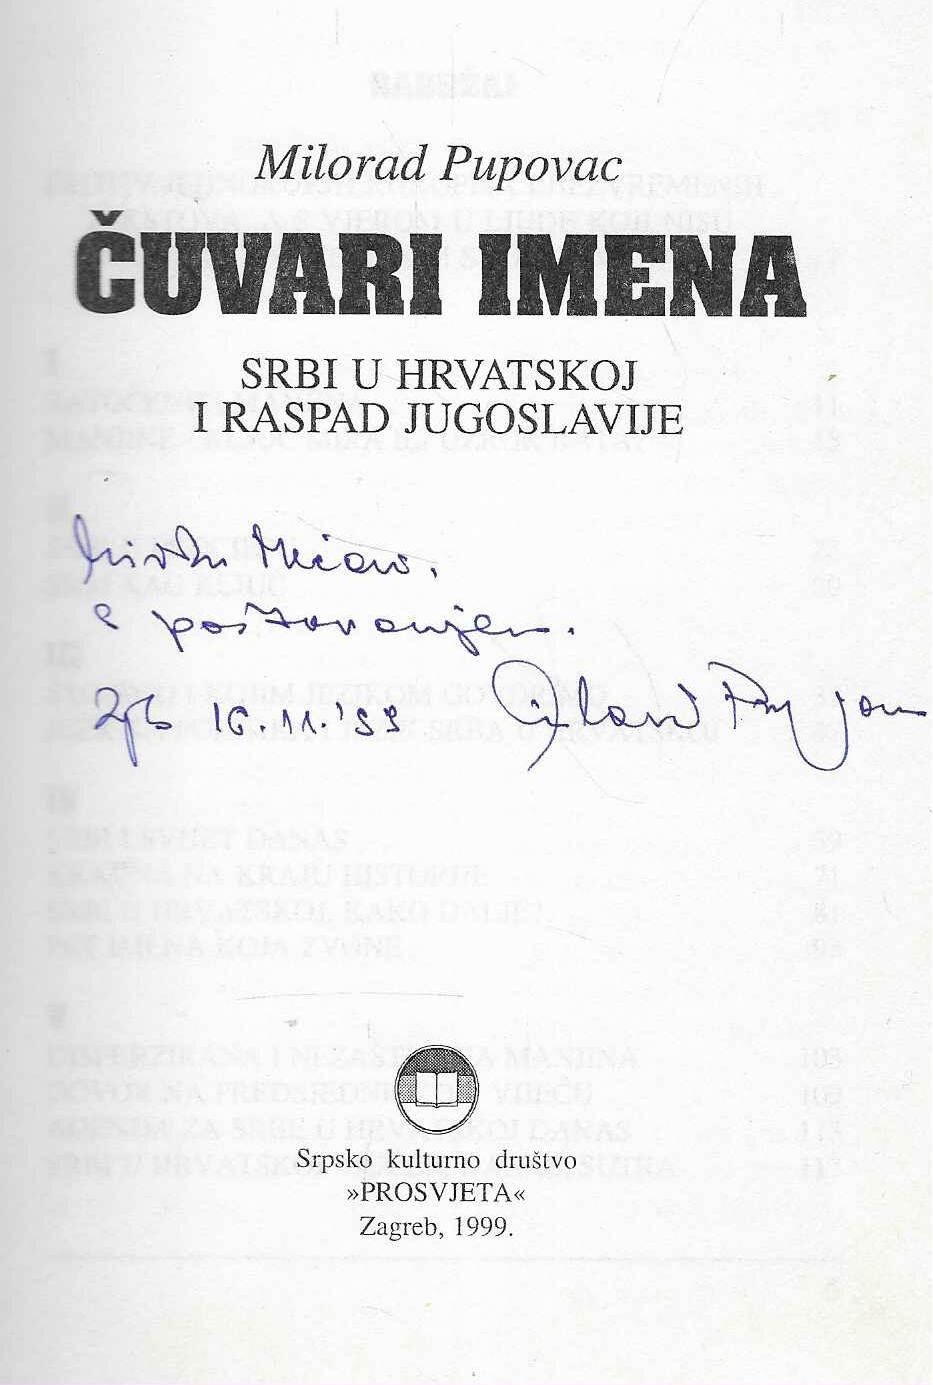 Milorad Pupovac
ČUVARI IMENA
SRBI U HRVATSKOJ
I RASPAD JUGOSLAVIJE
s poštovanjem.
Zgb 16.11.'99
Srpsko kulturno društvo
»PROSVJETA«
Zagreb, 1999.